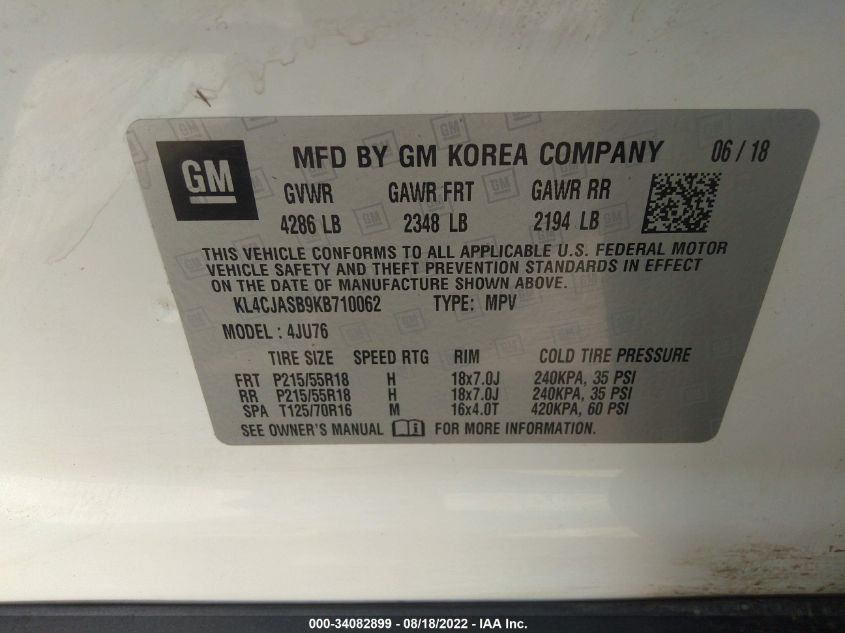 GM
MFD BY GM KOREA COMPANY 06 / 18
GVWR GAWR FRT GAWR RR
4286 LB 2348 LB 2194 LB
THIS VEHICLE CONFORMS TO ALL APPLICABLE U.S. FEDERAL MOTOR
VEHICLE SAFETY AND THEFT PREVENTION STANDARDS IN EFFECT
ON THE DATE OF MANUFACTURE SHOWN ABOVE.
KL4CJASB9KB710062 TYPE: MPV
MODEL : 4JU76
TIRE SIZE SPEED RTG RIM COLD TIRE PRESSURE
FRT P215/55R18 H 18x7.0J 240KPA, 35 PSI
RR P215/55R18 H 18x7.0J 240KPA, 35 PSI
SPA T125/70R16 M 16x4.0T 420KPA, 60 PSI
SEE OWNER'S MANUAL FOR MORE INFORMATION.
000-34082899 - 08/18/2022 - IAA Inc.